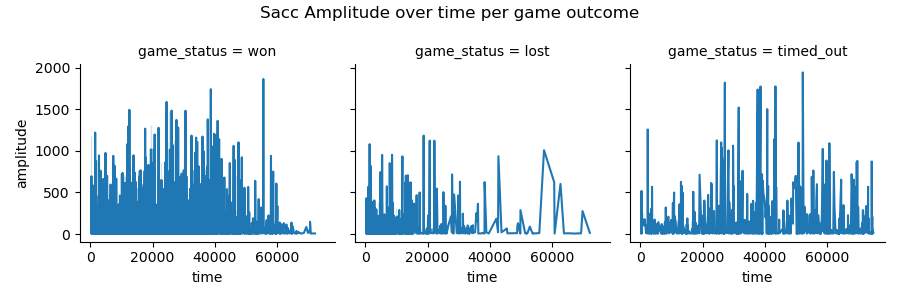 Sacc Amplitude over time per game outcome
game_status = won
game_status = lost
game_status = timed_out
2000
1500
1000
500
0
amplitude
0 20000 40000 60000
0 20000 40000 60000
0 20000 40000 60000
time
time
time